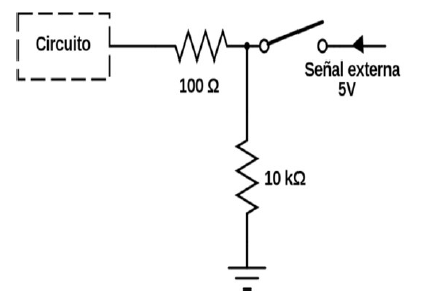 Circuito
100 Ω
Señal externa
5V
10 kΩ